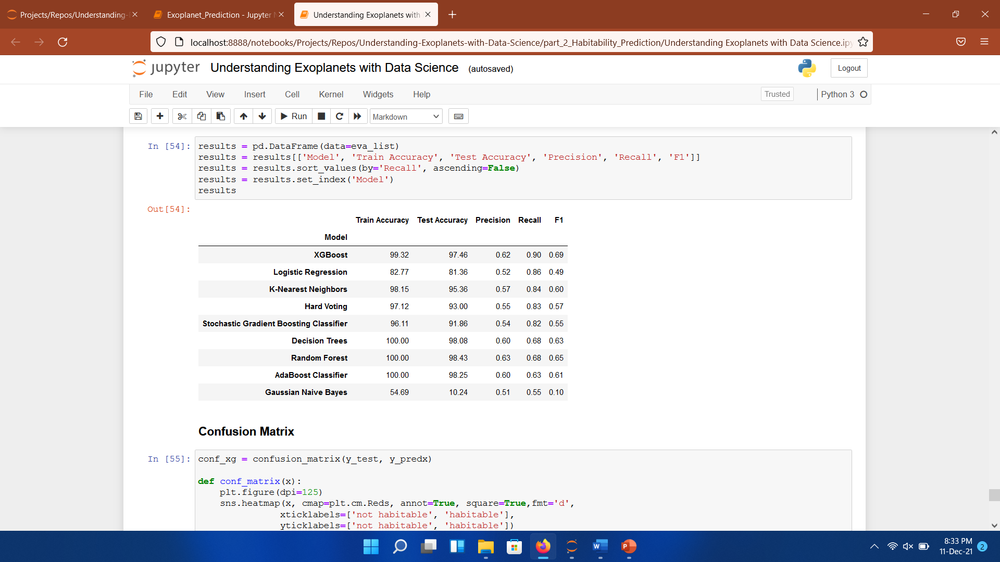 Projects/Repos/Understanding-
Exoplanet_Prediction - Jupyter
Understanding Exoplanets with
localhost:8888/notebooks/Projects/Repos/Understanding-Exoplanets-with-Data-Science/part_2_Habitability_Prediction/Understanding Exoplanets with Data Science.ipy
jupyter Understanding Exoplanets with Data Science (autosaved)
Logout
File Edit View Insert Cell Kernel Widgets Help
Trusted
Python 3
Run
Markdown
In [54]:
results = pd.DataFrame(data=eva_list)
results = results[['Model', 'Train Accuracy', 'Test Accuracy', 'Precision', 'Recall', 'F1']]
results = results.sort_values(by='Recall', ascending=False)
results = results.set_index('Model')
results
Out[54]:
Train Accuracy Test Accuracy Precision Recall F1
Model
XGBoost 99.32 97.46 0.62 0.90 0.69
Logistic Regression 82.77 81.36 0.52 0.86 0.49
K-Nearest Neighbors 98.15 95.36 0.57 0.84 0.60
Hard Voting 97.12 93.00 0.55 0.83 0.57
Stochastic Gradient Boosting Classifier 96.11 91.86 0.54 0.82 0.55
Decision Trees 100.00 98.08 0.60 0.68 0.63
Random Forest 100.00 98.43 0.63 0.68 0.65
AdaBoost Classifier 100.00 98.25 0.60 0.63 0.61
Gaussian Naive Bayes 54.69 10.24 0.51 0.55 0.10
Confusion Matrix
In [55]:
conf_xg = confusion_matrix(y_test, y_predx)
def conf_matrix(x):
plt.figure(dpi=125)
sns.heatmap(x, cmap=plt.cm.Reds, annot=True, square=True,fmt='d',
xticklabels=['not habitable', 'habitable'],
yticklabels=['not habitable', 'habitable'])
W
P
8:33 PM
11-Dec-21
2